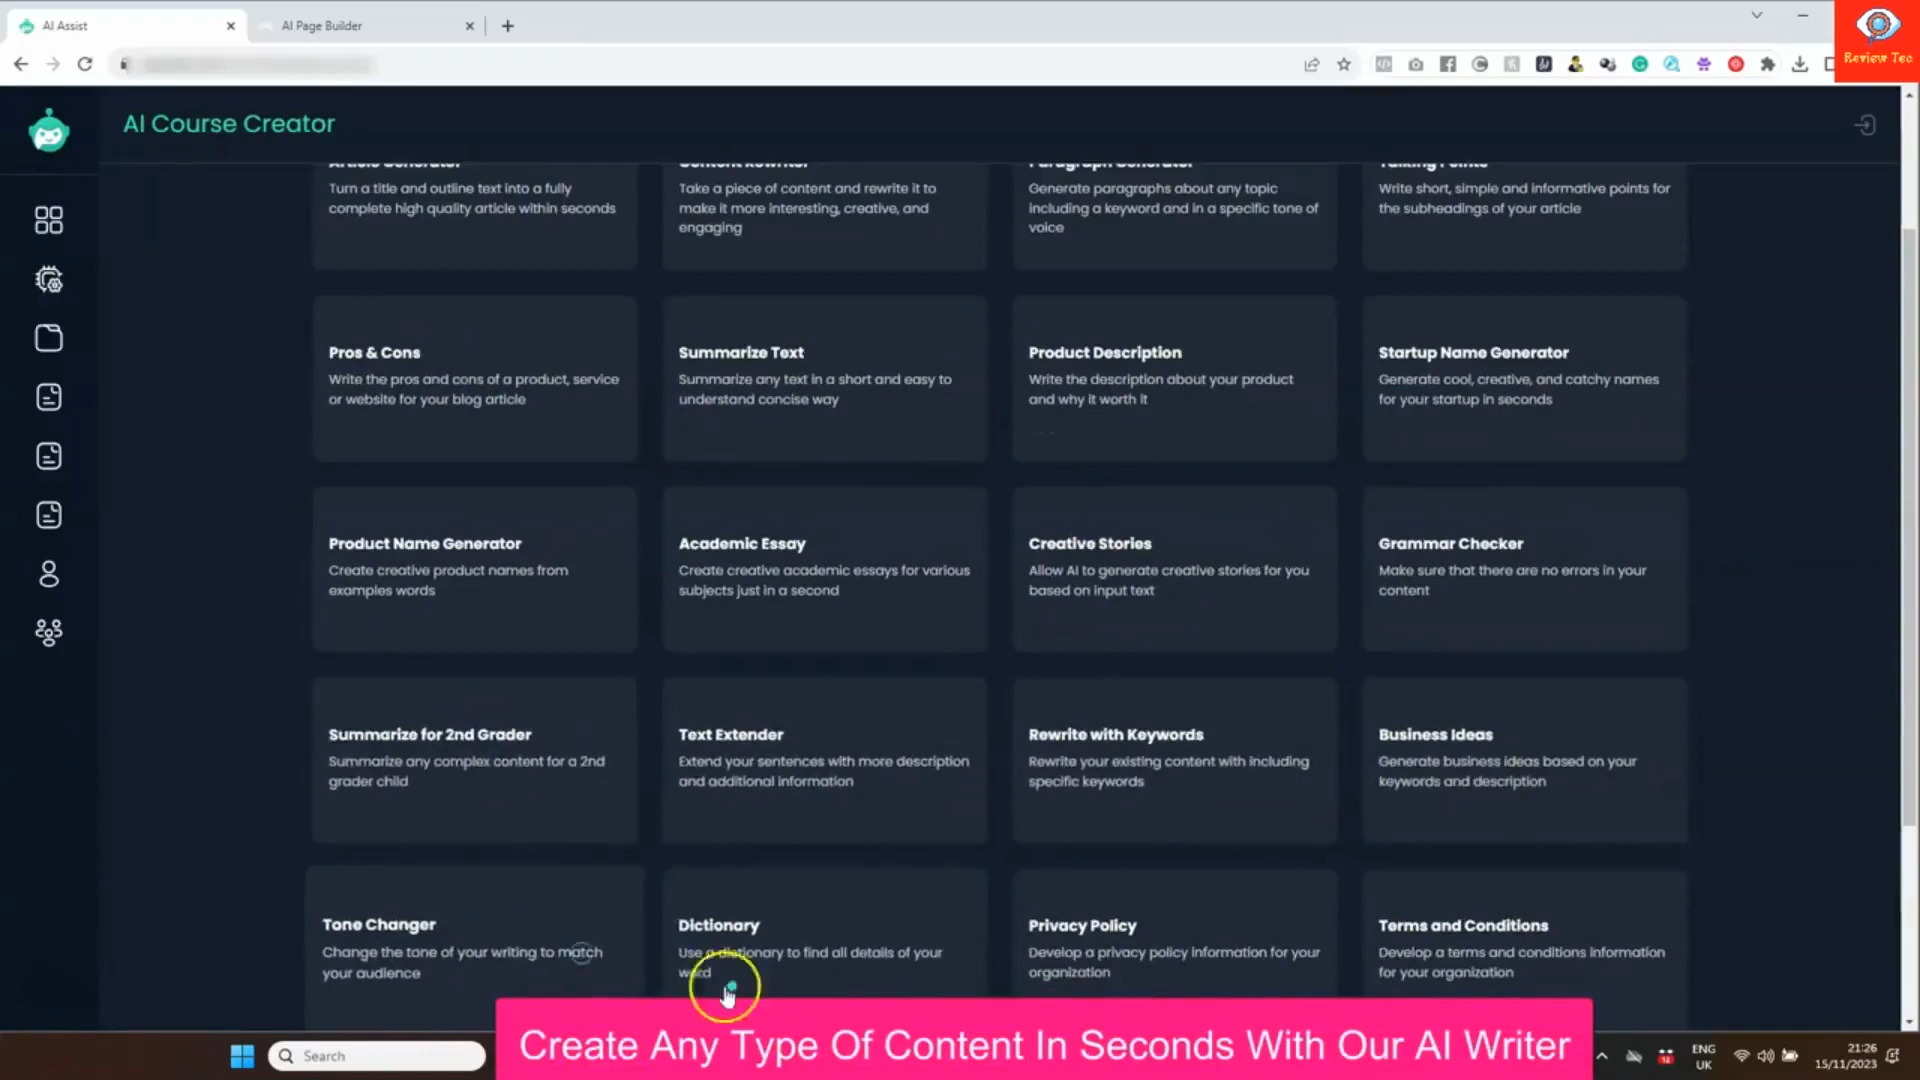 AI Assist
AI Page Builder
Review Tec
AI Course Creator
Article Generator
Content Rewriter
Paragraph Generator
Talking Points
Turn a title and outline text into a fully
complete high quality article within seconds
Take a piece of content and rewrite it to
make it more interesting, creative, and
engaging
Generate paragraphs about any topic
including a keyword and in a specific tone of
voice
Write short, simple and informative points for
the subheadings of your article
Pros & Cons
Write the pros and cons of a product, service
or website for your blog article
Summarize Text
Summarize any text in a short and easy to
understand concise way
Product Description
Write the description about your product
and why it worth it
Startup Name Generator
Generate cool, creative, and catchy names
for your startup in seconds
Product Name Generator
Create creative product names from
examples words
Academic Essay
Create creative academic essays for various
subjects just in a second
Creative Stories
Allow AI to generate creative stories for you
based on input text
Grammar Checker
Make sure that there are no errors in your
content
Summarize for 2nd Grader
Summarize any complex content for a 2nd
grader child
Text Extender
Extend your sentences with more description
and additional information
Rewrite with Keywords
Rewrite your existing content with including
specific keywords
Business Ideas
Generate business ideas based on your
keywords and description
Tone Changer
Change the tone of your writing to match
your audience
Dictionary
Use a dictionary to find all details of your
word
Privacy Policy
Develop a privacy policy information for your
organization
Terms and Conditions
Develop a terms and conditions information
for your organization
Create Any Type Of Content In Seconds With Our AI Writer
Search
ENG
UK
21:26
15/11/2023